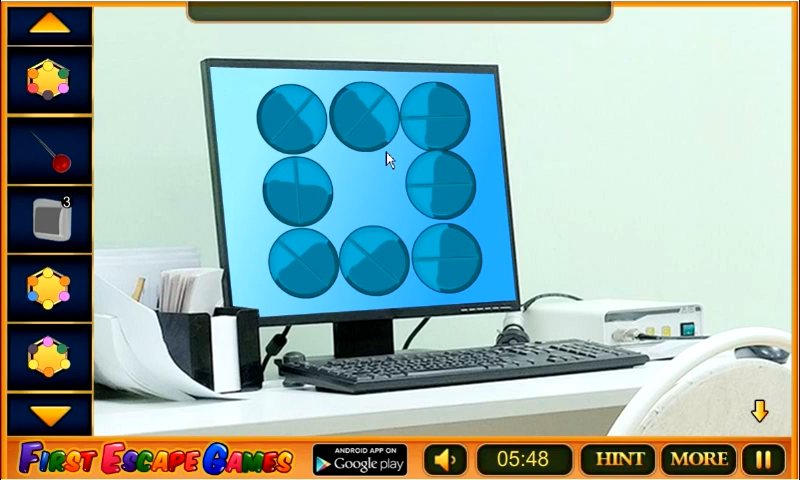 3
First Escape Games
ANDROID APP ON
Google play
05:48
HINT
MORE